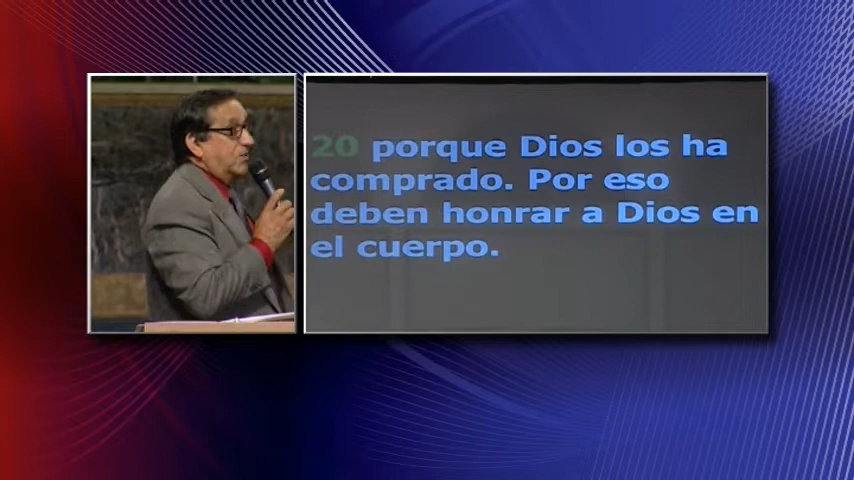 20 porque Dios los ha
comprado. Por eso
deben honrar a Dios en
el cuerpo.